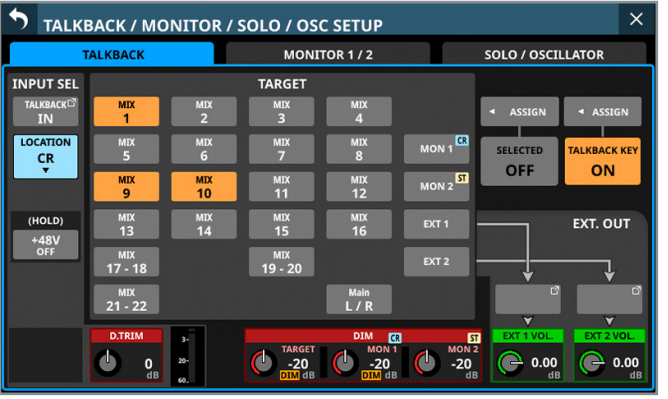 TALKBACK / MONITOR / SOLO / OSC SETUP
TALKBACK
MONITOR 1 / 2
SOLO / OSCILLATOR
INPUT SEL
TARGET
TALKBACK
IN
MIX
1
MIX
2
MIX
3
MIX
4
ASSIGN
ASSIGN
LOCATION
CR
MIX
5
MIX
6
MIX
7
MIX
8
MON 1
CR
SELECTED
OFF
TALKBACK KEY
ON
MIX
9
MIX
10
MIX
11
MIX
12
MON 2
ST
(HOLD)
+48V
OFF
MIX
13
MIX
14
MIX
15
MIX
16
EXT 1
EXT. OUT
MIX
17 - 18
MIX
19 - 20
EXT 2
MIX
21 - 22
Main
L / R
D.TRIM
0
dB
3-
20-
60.
DIM
CR
ST
TARGET
-20
DIM dB
MON 1
-20
DIM dB
MON 2
-20
dB
EXT 1 VOL.
0.00
dB
EXT 2 VOL.
0.00
dB